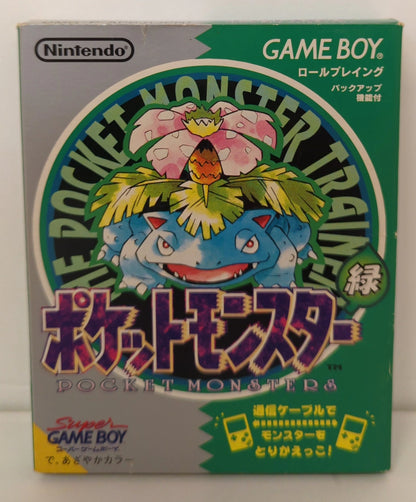 Nintendo®
GAME BOY®
ロールプレイング
バックアップ
機能付
THE POCKET MONSTER TRAINER
緑
ポケットモンスター
TM
POCKET MONSTERS
Super
GAME BOY
スーパーゲームボーイ
で、あざやかカラー
通信ケーブルで
モンスターを
とりかえっこ!